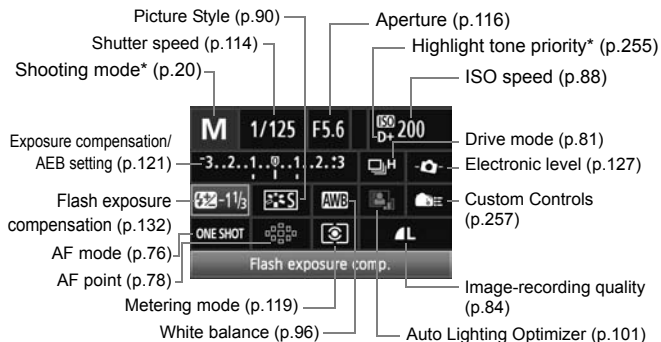 Picture Style (p.90)
Aperture (p.116)
Shutter speed (p.114)
Highlight tone priority* (p.255)
Shooting mode* (p.20)
ISO speed (p.88)
M 1/125 F5.6 ISO D+ 200
Exposure compensation/
AEB setting (p.121)
-3..2..1..0..1..2.:3
H
Drive mode (p.81)
Electronic level (p.127)
Flash exposure
compensation (p.132)
-1 1/3
S
AWB
Custom Controls
(p.257)
AF mode (p.76)
ONE SHOT
L
AF point (p.78)
Flash exposure comp.
Metering mode (p.119)
Image-recording quality
(p.84)
White balance (p.96)
Auto Lighting Optimizer (p.101)